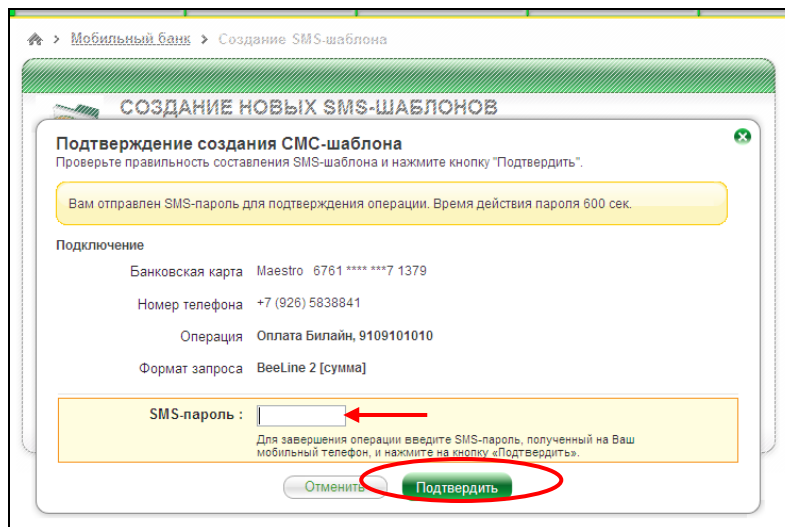 > Мобильный банк > Создание SMS-шаблона
СОЗДАНИЕ НОВЫХ SMS-ШАБЛОНОВ
Подтверждение создания СМС-шаблона
Проверьте правильность составления SMS-шаблона и нажмите кнопку "Подтвердить".
Вам отправлен SMS-пароль для подтверждения операции. Время действия пароля 600 сек.
Подключение
Банковская карта Maestro 6761 **** ***7 1379
Номер телефона +7 (926) 5838841
Операция Оплата Билайн, 9109101010
Формат запроса BeeLine 2 [сумма]
SMS-пароль :
Для завершения операции введите SMS-пароль, полученный на Ваш
мобильный телефон, и нажмите на кнопку «Подтвердить».
Отменить Подтвердить